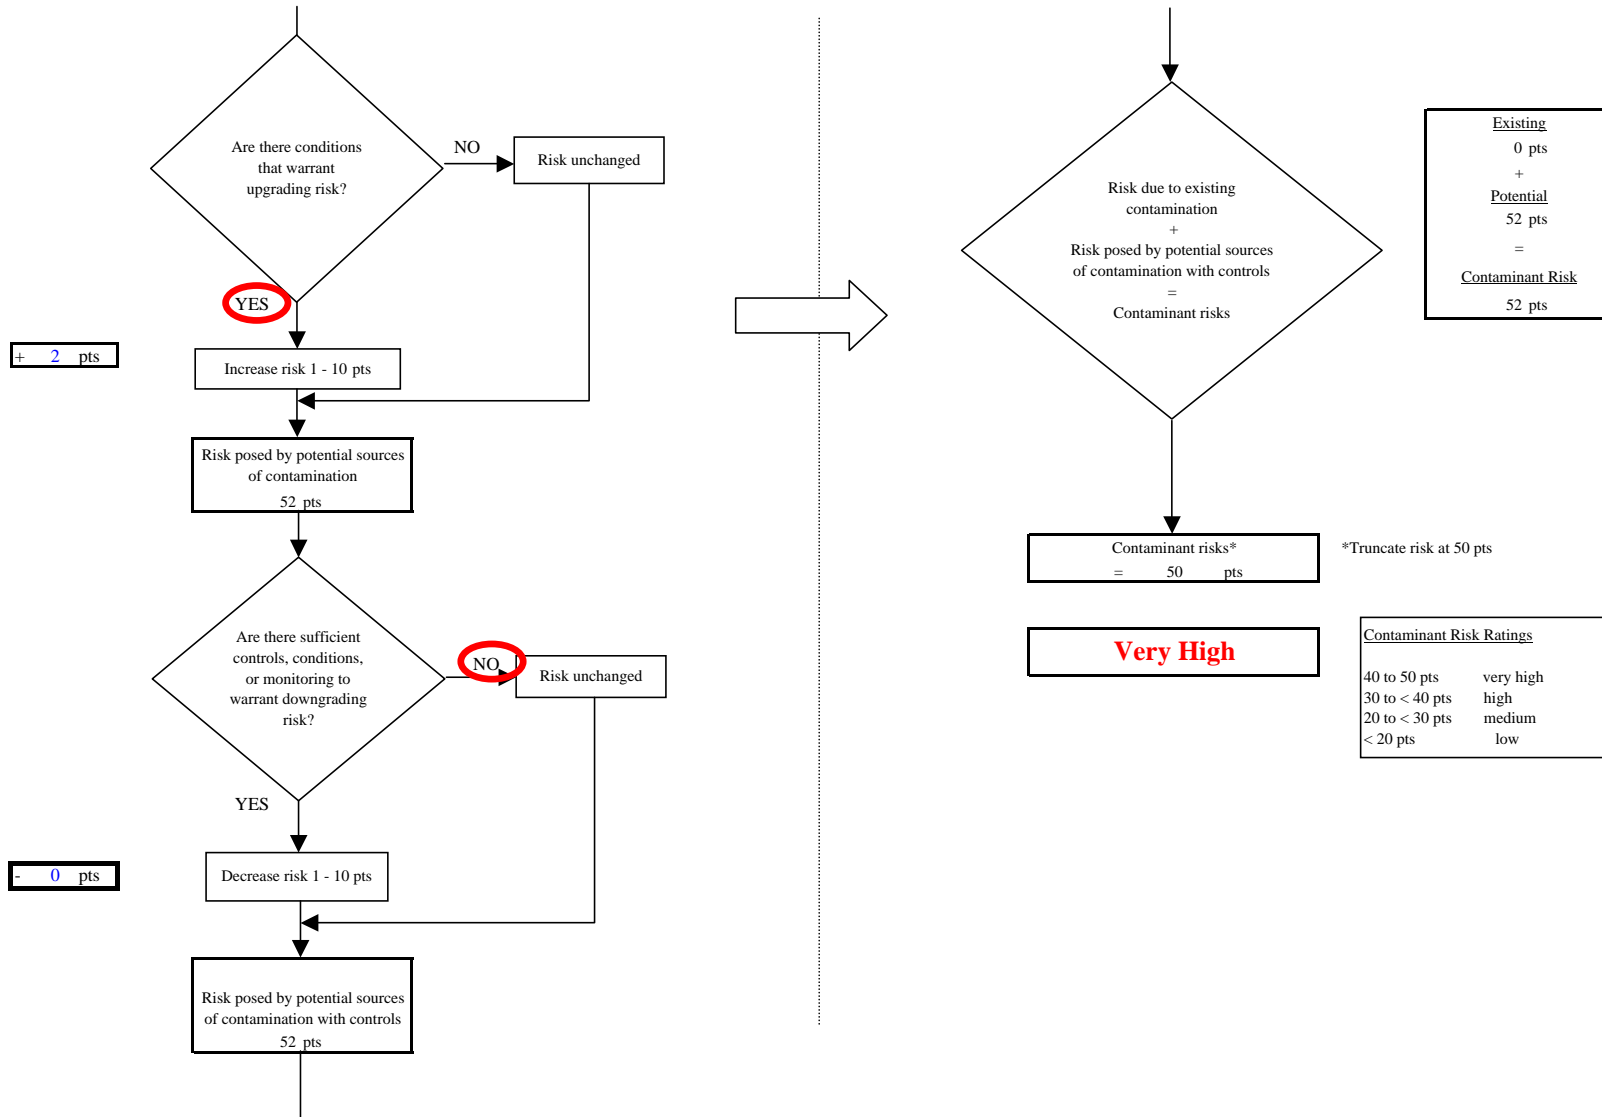 Are there conditions
that warrant
upgrading risk?
NO
Risk unchanged
YES
+ 2 pts
Increase risk 1 - 10 pts
Risk posed by potential sources
of contamination
52 pts
Are there sufficient
controls, conditions,
or monitoring to
warrant downgrading
risk?
NO
Risk unchanged
YES
- 0 pts
Decrease risk 1 - 10 pts
Risk posed by potential sources
of contamination with controls
52 pts
Risk due to existing
contamination
+
Risk posed by potential sources
of contamination with controls
=
Contaminant risks
Existing
0 pts
+
Potential
52 pts
=
Contaminant Risk
52 pts
Contaminant risks*
= 50 pts
*Truncate risk at 50 pts
Very High
Contaminant Risk Ratings
40 to 50 pts very high
30 to < 40 pts high
20 to < 30 pts medium
< 20 pts low